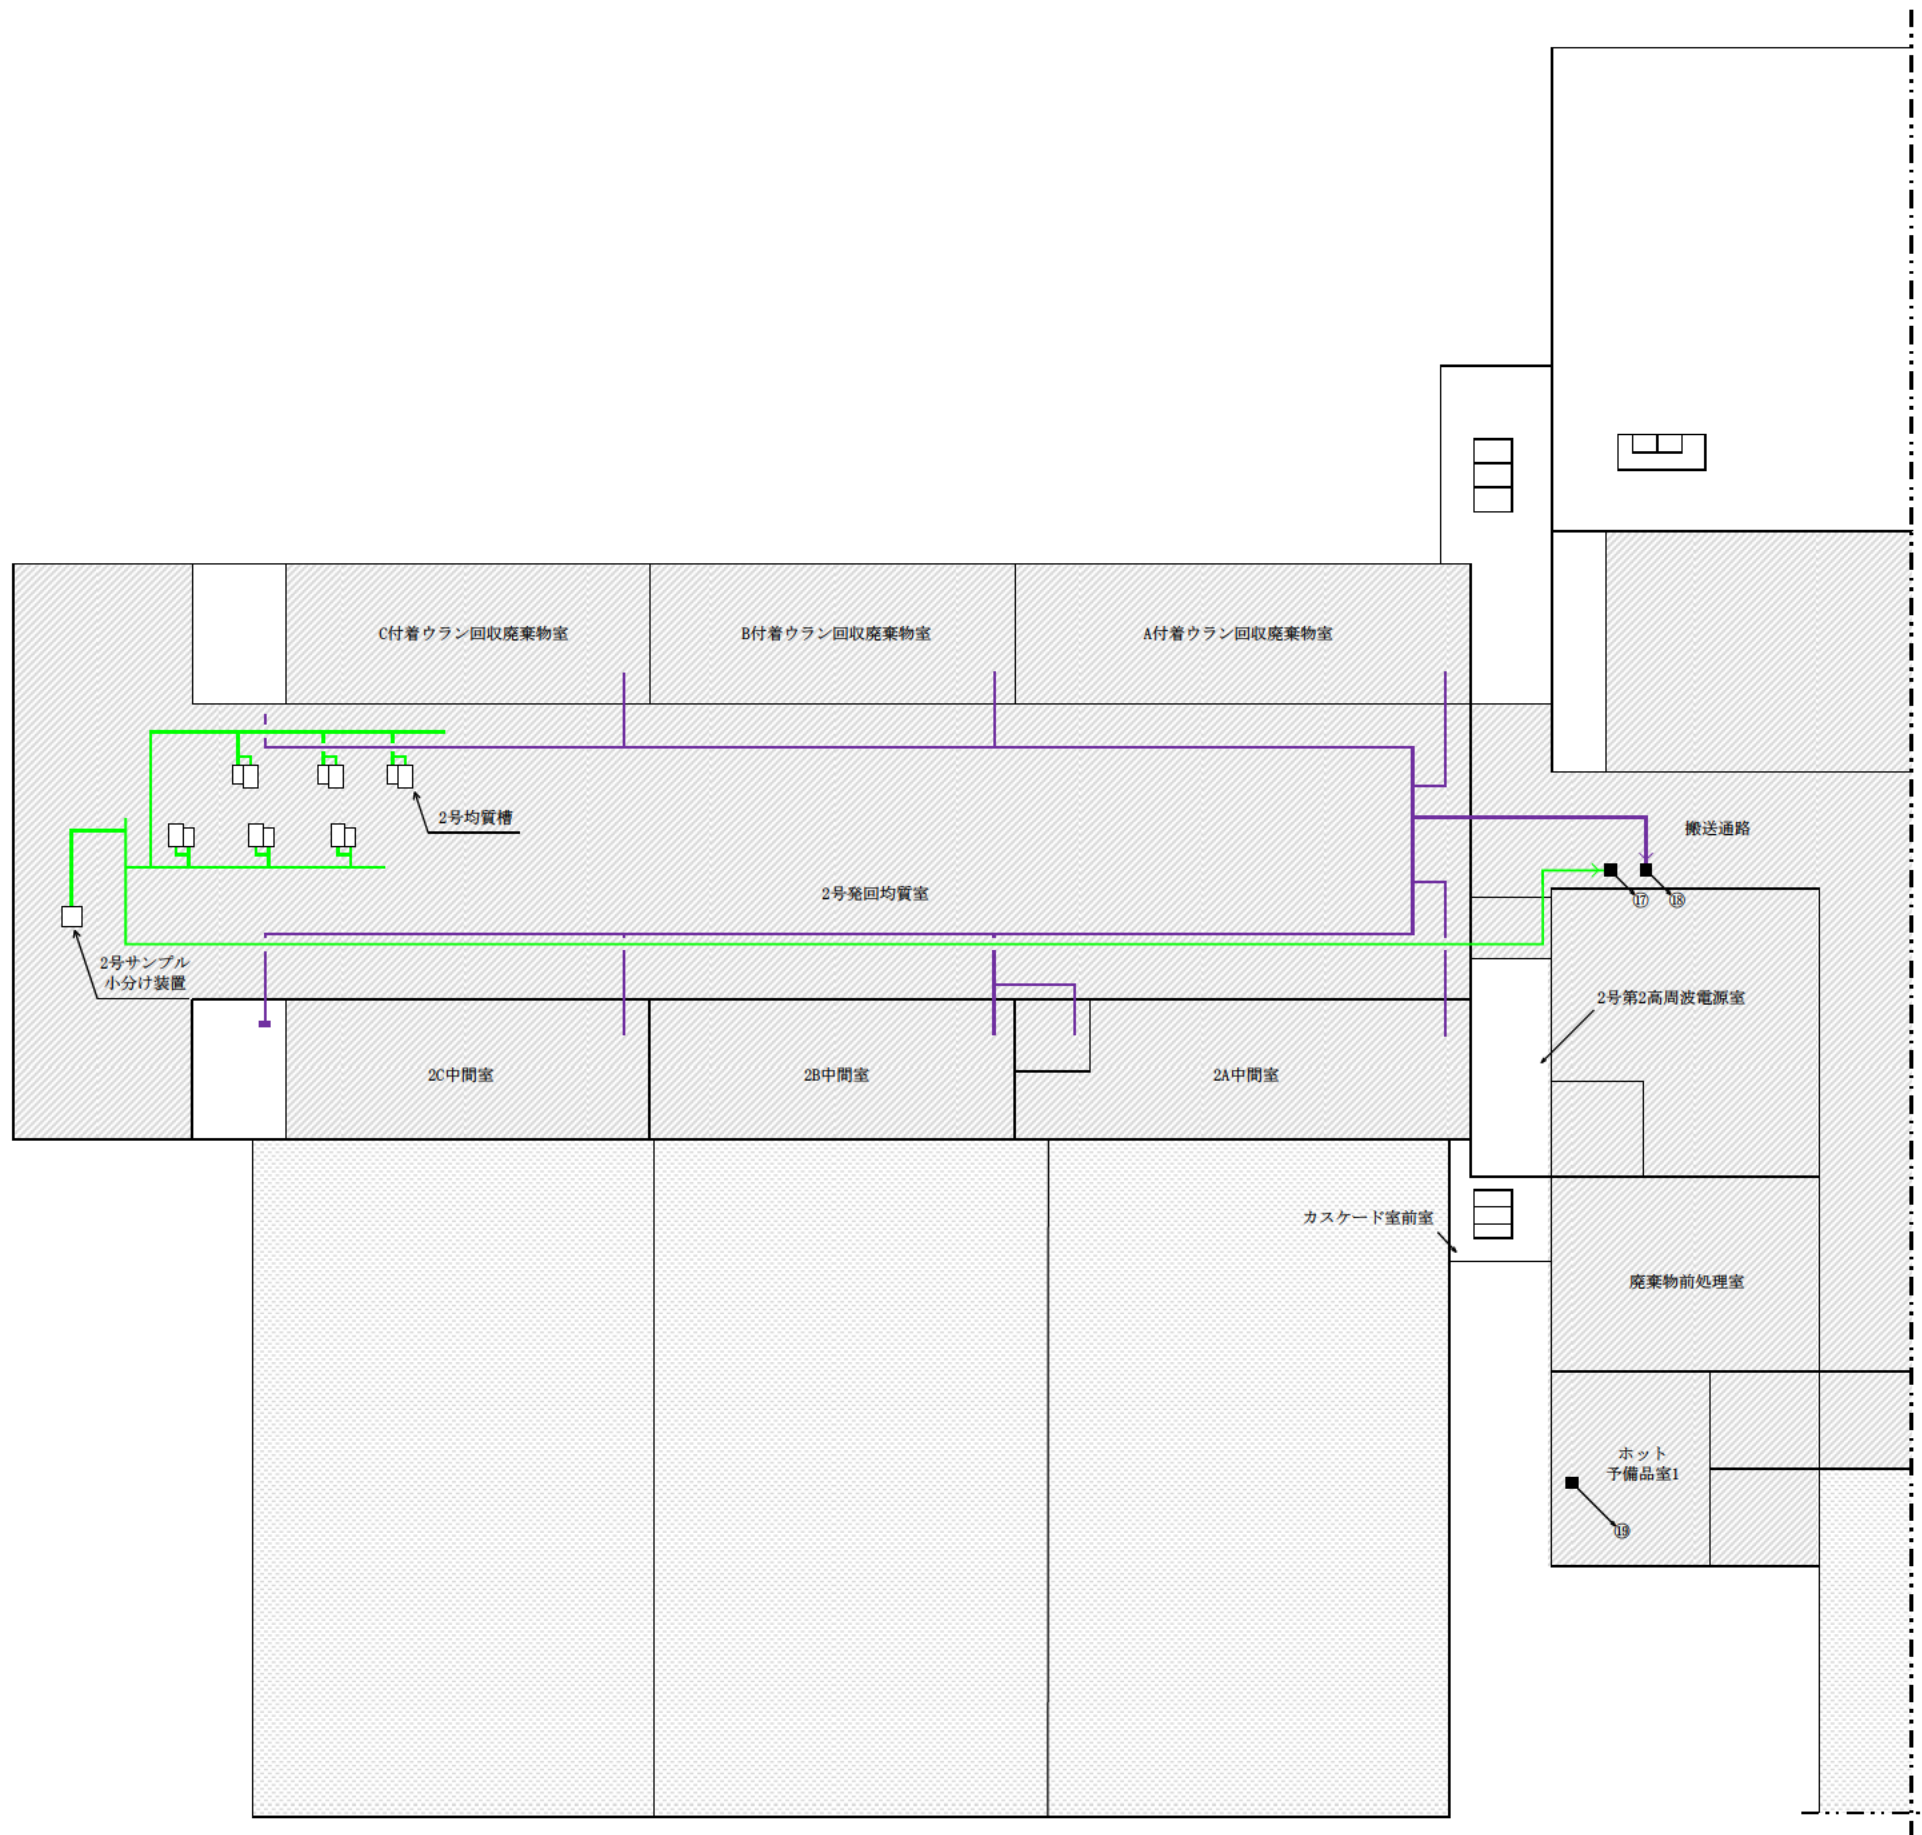 C付着ウラン回収廃棄物室
B付着ウラン回収廃棄物室
A付着ウラン回収廃棄物室
2号均質槽
搬送通路
2号発回均質室
⑰
⑱
2号サンプル
小分け装置
2号第2高周波電源室
2C中間室
2B中間室
2A中間室
カスケード室前室
廃棄物前処理室
ホット
予備品室1
⑲